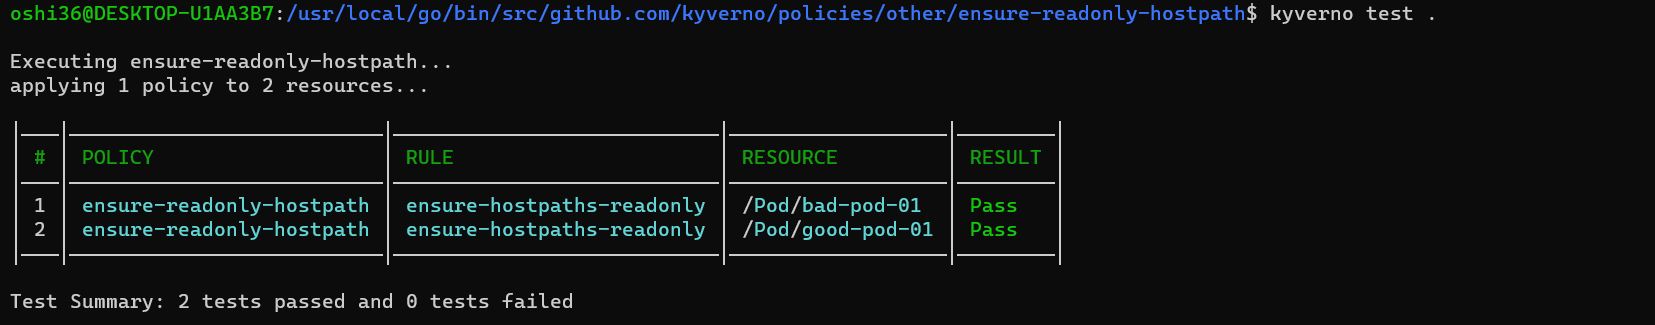 oshi36@DESKTOP-U1AA3B7:/usr/local/go/bin/src/github.com/kyverno/policies/other/ensure-readonly-hostpath$ kyverno test .
Executing ensure-readonly-hostpath...
applying 1 policy to 2 resources...
# POLICY RULE RESOURCE RESULT
1 ensure-readonly-hostpath ensure-hostpaths-readonly /Pod/bad-pod-01 Pass
2 ensure-readonly-hostpath ensure-hostpaths-readonly /Pod/good-pod-01 Pass
Test Summary: 2 tests passed and 0 tests failed